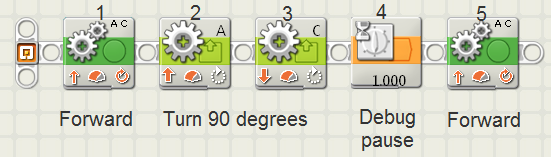 1 2 3 4 5
A C A C A C
1.000
Forward Turn 90 degrees Debug Forward
pause